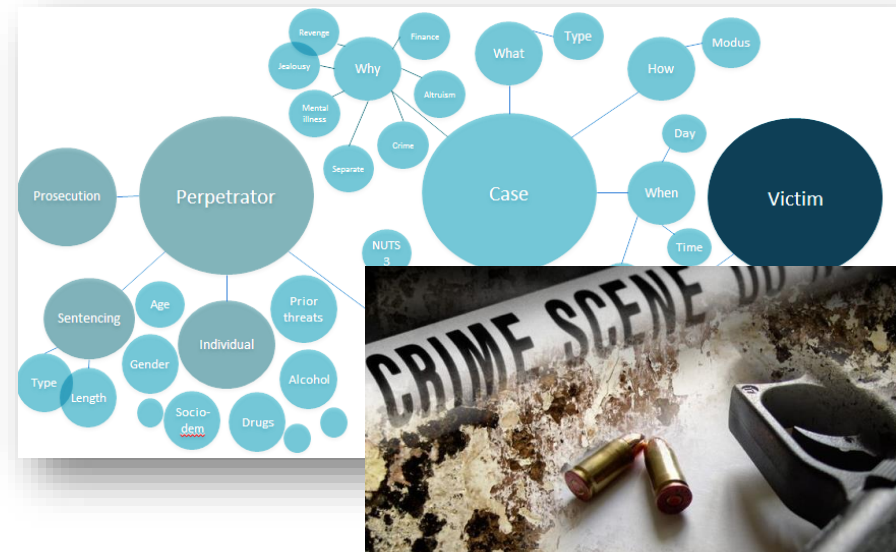 Revenge
Finance
Jealousy
Why
Mental
illness
Altruism
Crime
Separate
What
Type
How
Modus
Day
When
Time
Prosecution
Perpetrator
Case
Victim
NUTS
3
Sentencing
Age
Prior
threats
Individual
Gender
Alcohol
Type
Length
Socio-
dem
Drugs
CRIME SCENE DO